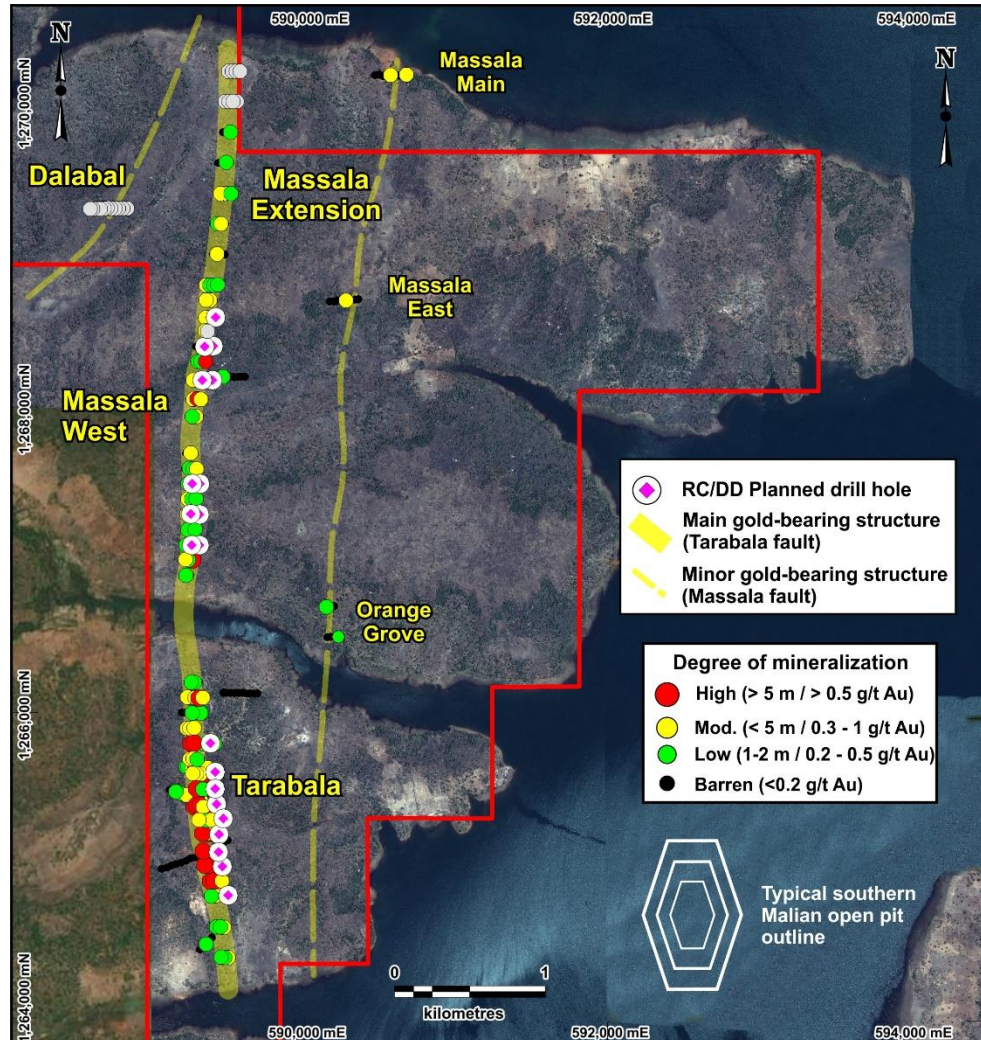 590,000 mE
592,000 mE
594,000 mE
N
N
1,270,000 mN
1,268,000 mN
1,266,000 mN
1,264,000 mN
Massala
Main
Dalabal
Massala
Extension
Massala
East
Massala
West
Orange
Grove
Tarabala
RC/DD Planned drill hole
Main gold-bearing structure
(Tarabala fault)
Minor gold-bearing structure
(Massala fault)
Degree of mineralization
High (> 5 m / > 0.5 g/t Au)
Mod. (< 5 m / 0.3 - 1 g/t Au)
Low (1-2 m / 0.2 - 0.5 g/t Au)
Barren (<0.2 g/t Au)
Typical southern
Malian open pit
outline
0
1
kilometres
590,000 mE
592,000 mE
594,000 mE